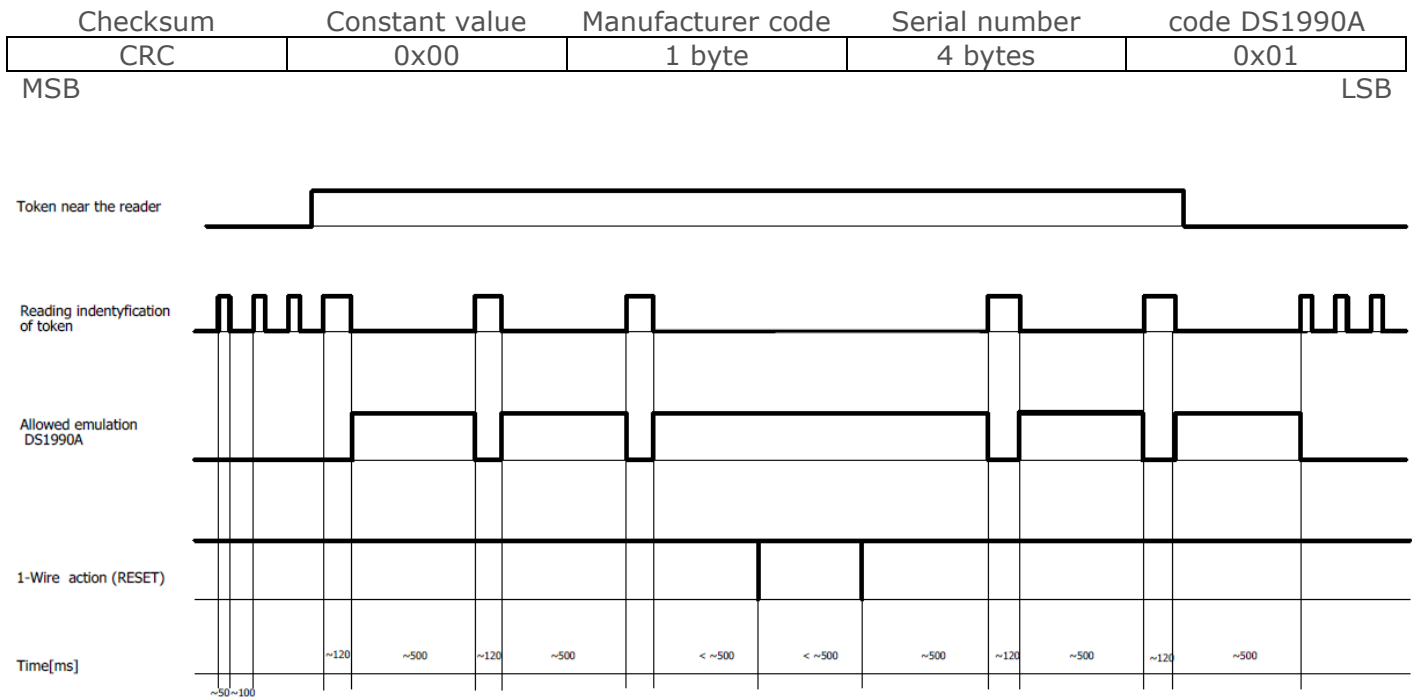 Checksum Constant value Manufacturer code Serial number code DS1990A
CRC 0x00 1 byte 4 bytes 0x01
MSB LSB
Token near the reader
Reading indentyfication
of token
Allowed emulation
DS1990A
1-Wire action (RESET)
Time[ms] ~120 ~500 ~120 ~500 < ~500 < ~500 ~500 ~120 ~500 ~120 ~500
~50 ~100